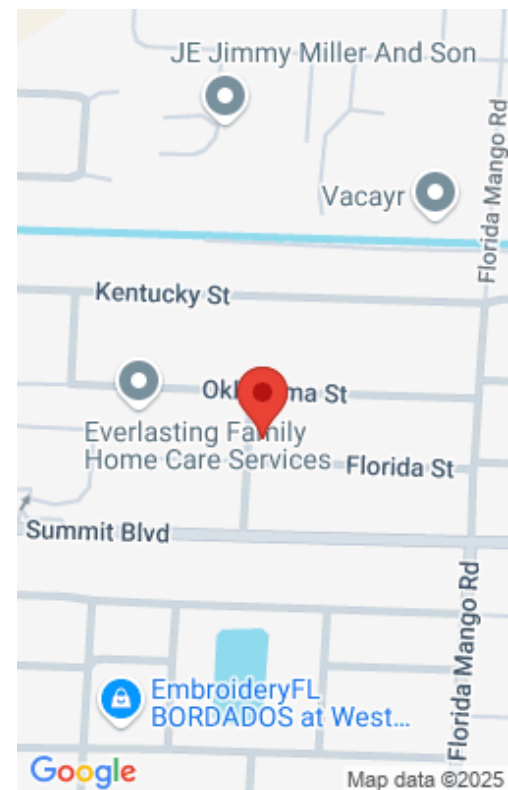 JE Jimmy Miller And Son
Florida Mango Rd
Vacayr
Kentucky St
Everlasting Family
Home Care Services
Florida St
Summit Blvd
Florida Mango Rd
EmbroideryFL
BORDADOS at West...
Google
Map data ©2025